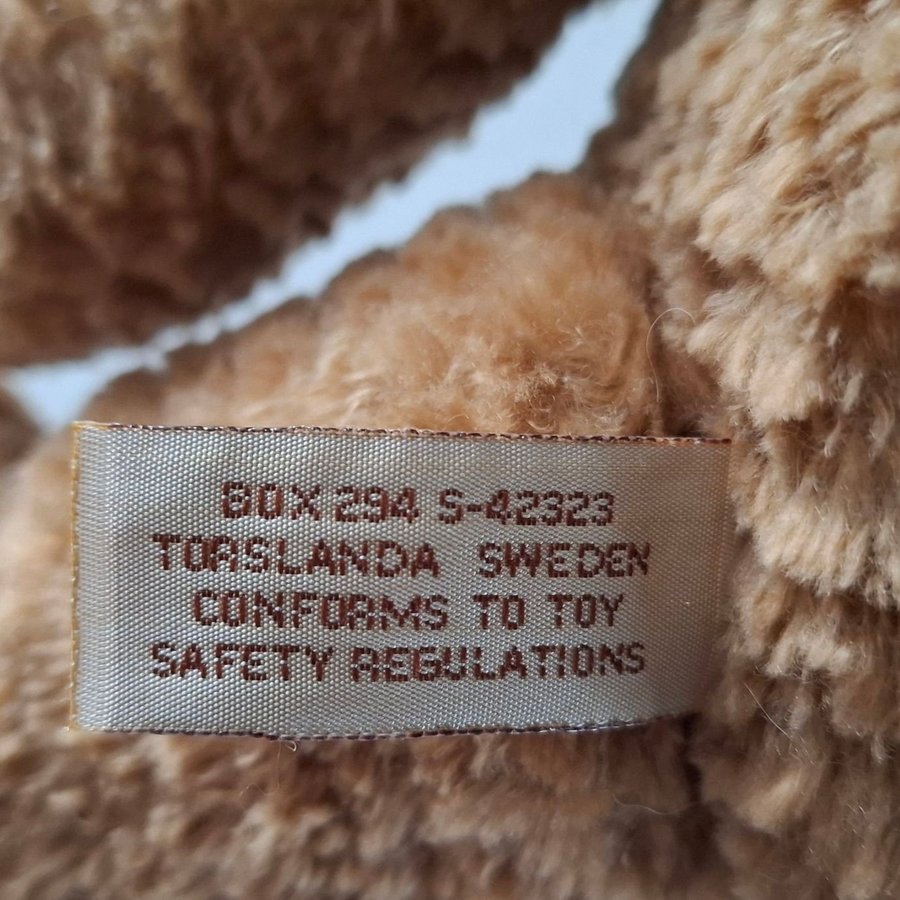 BOX 294 S-42323
TORSLANDA SWEDEN
CONFORMS TO TOY
SAFETY REGULATIONS